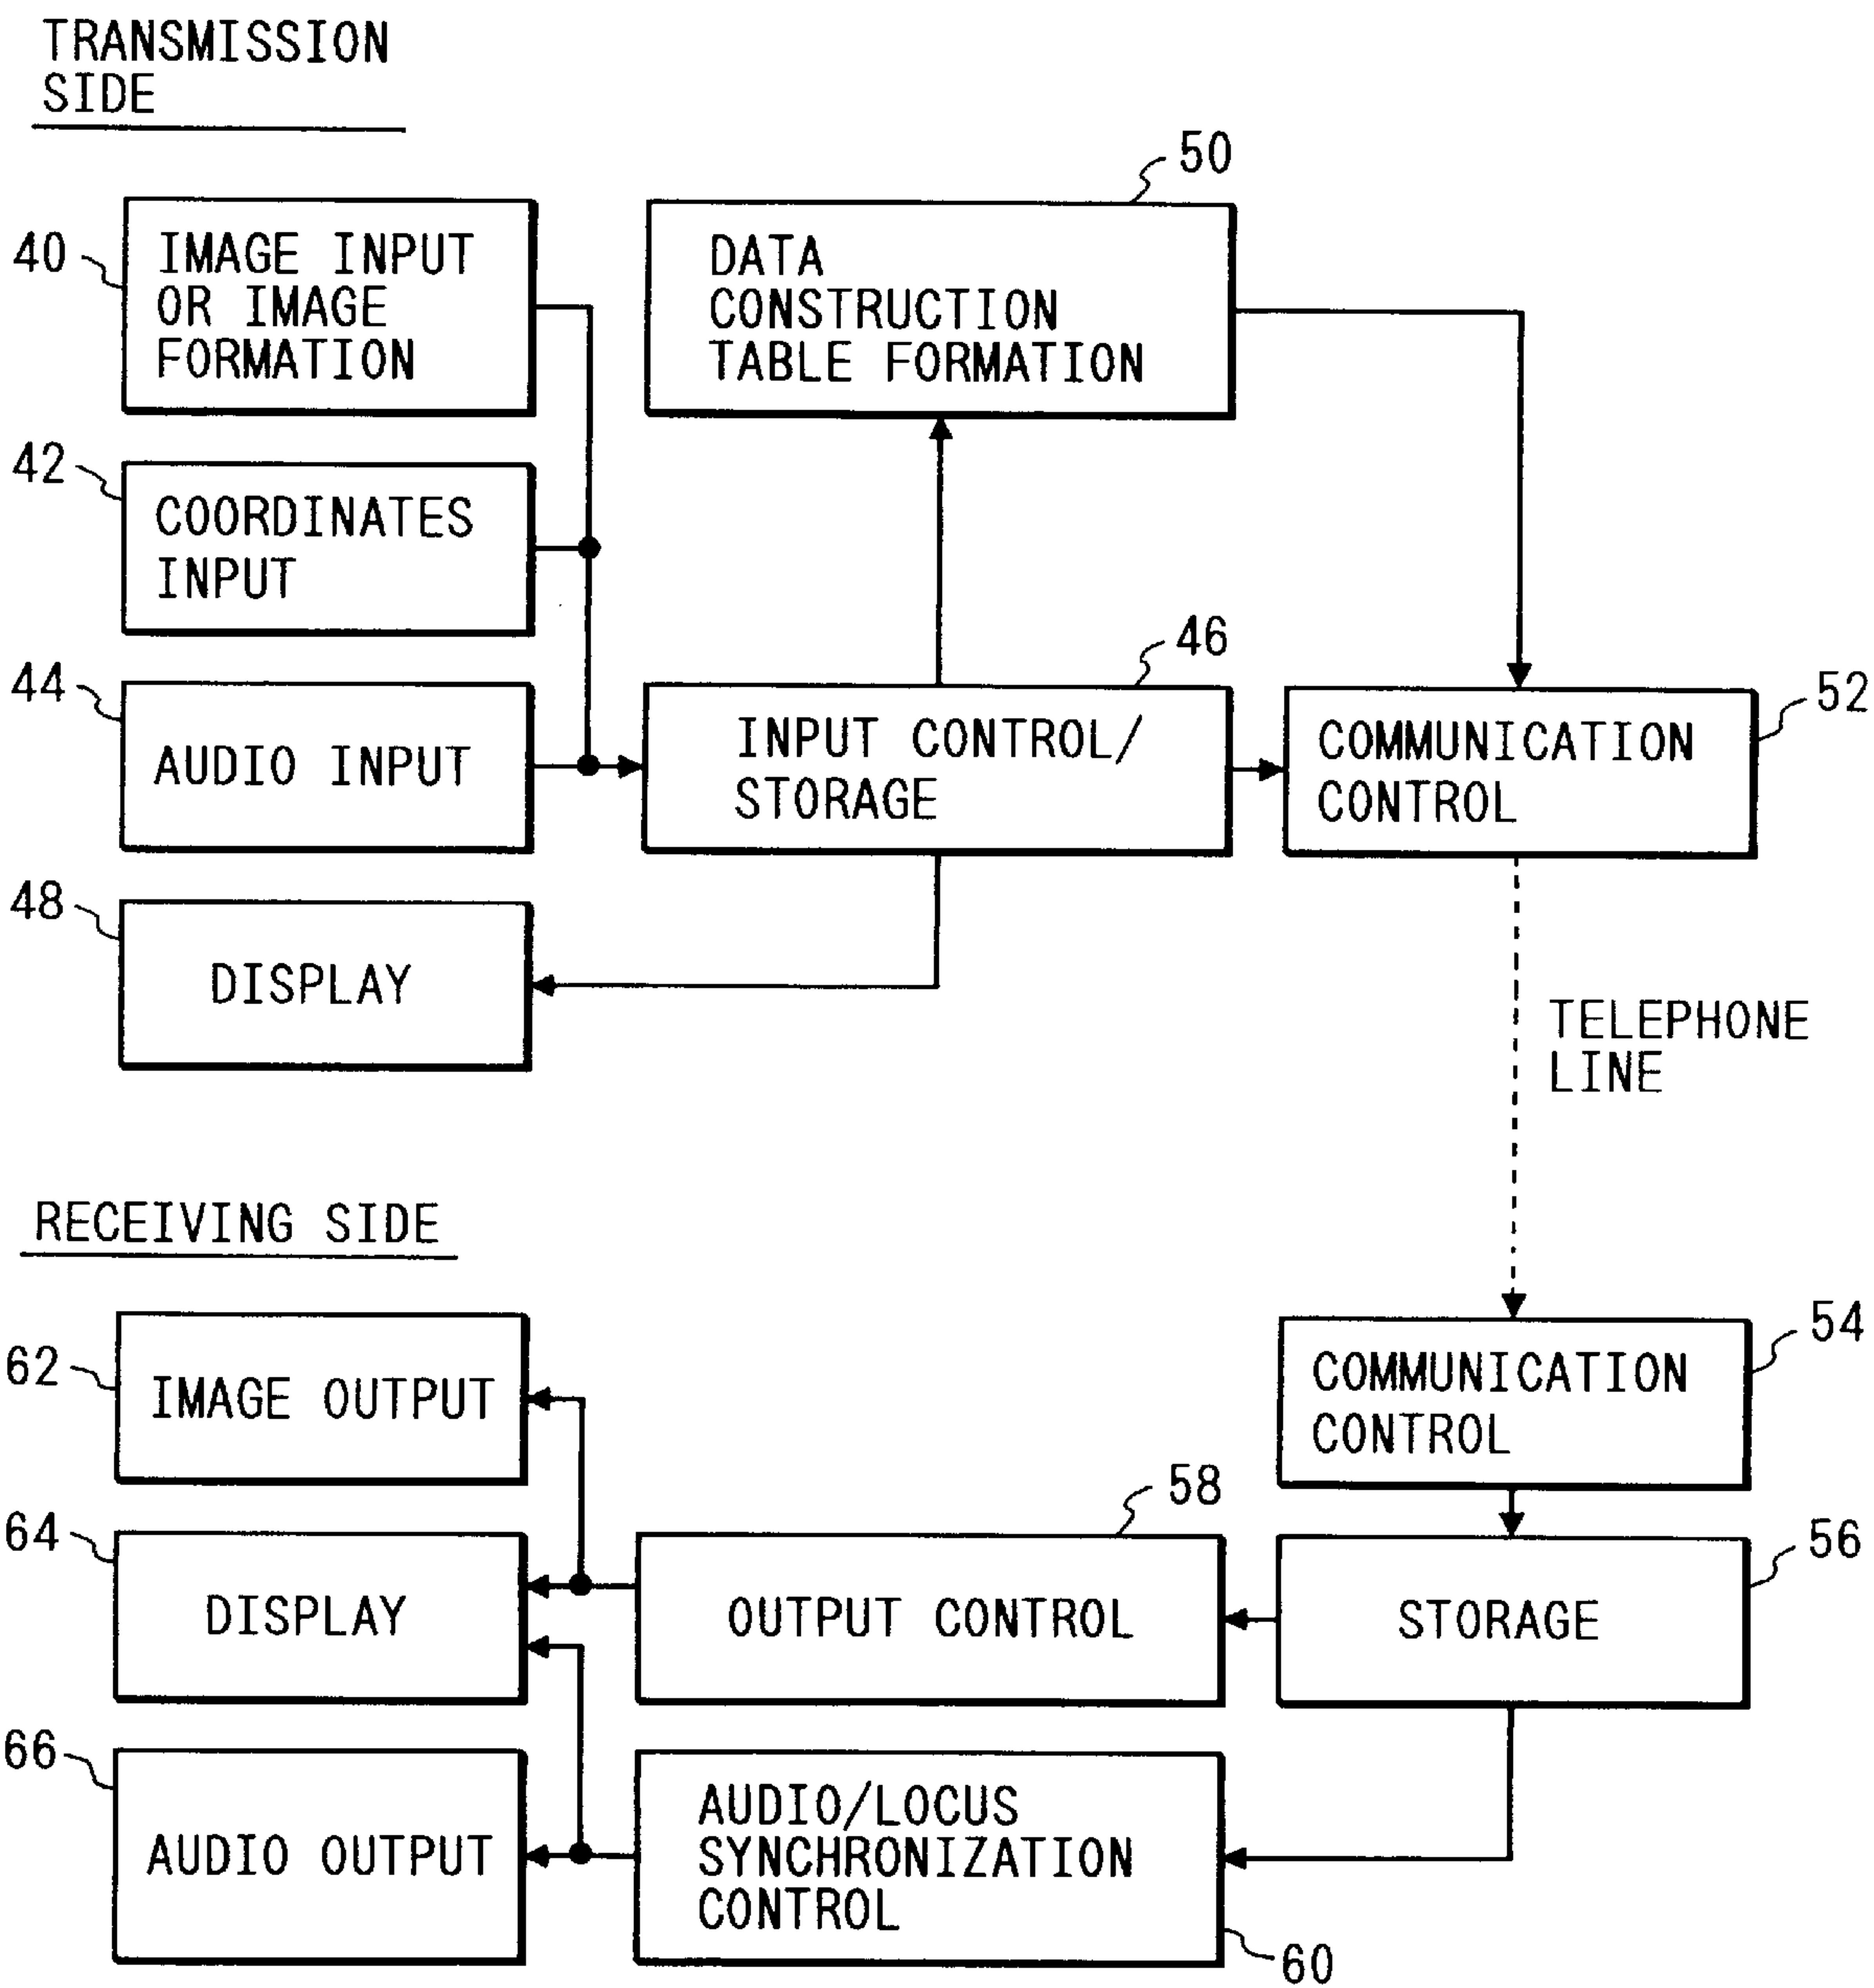 TRANSMISSION
SIDE
50
40
IMAGE INPUT
OR IMAGE
FORMATION
DATA
CONSTRUCTION
TABLE FORMATION
42
COORDINATES
INPUT
46
44
AUDIO INPUT
INPUT CONTROL/
STORAGE
52
COMMUNICATION
CONTROL
48
DISPLAY
TELEPHONE
LINE
RECEIVING SIDE
62
IMAGE OUTPUT
54
COMMUNICATION
CONTROL
58
64
DISPLAY
OUTPUT CONTROL
56
STORAGE
66
AUDIO OUTPUT
AUDIO/LOCUS
SYNCHRONIZATION
CONTROL
60